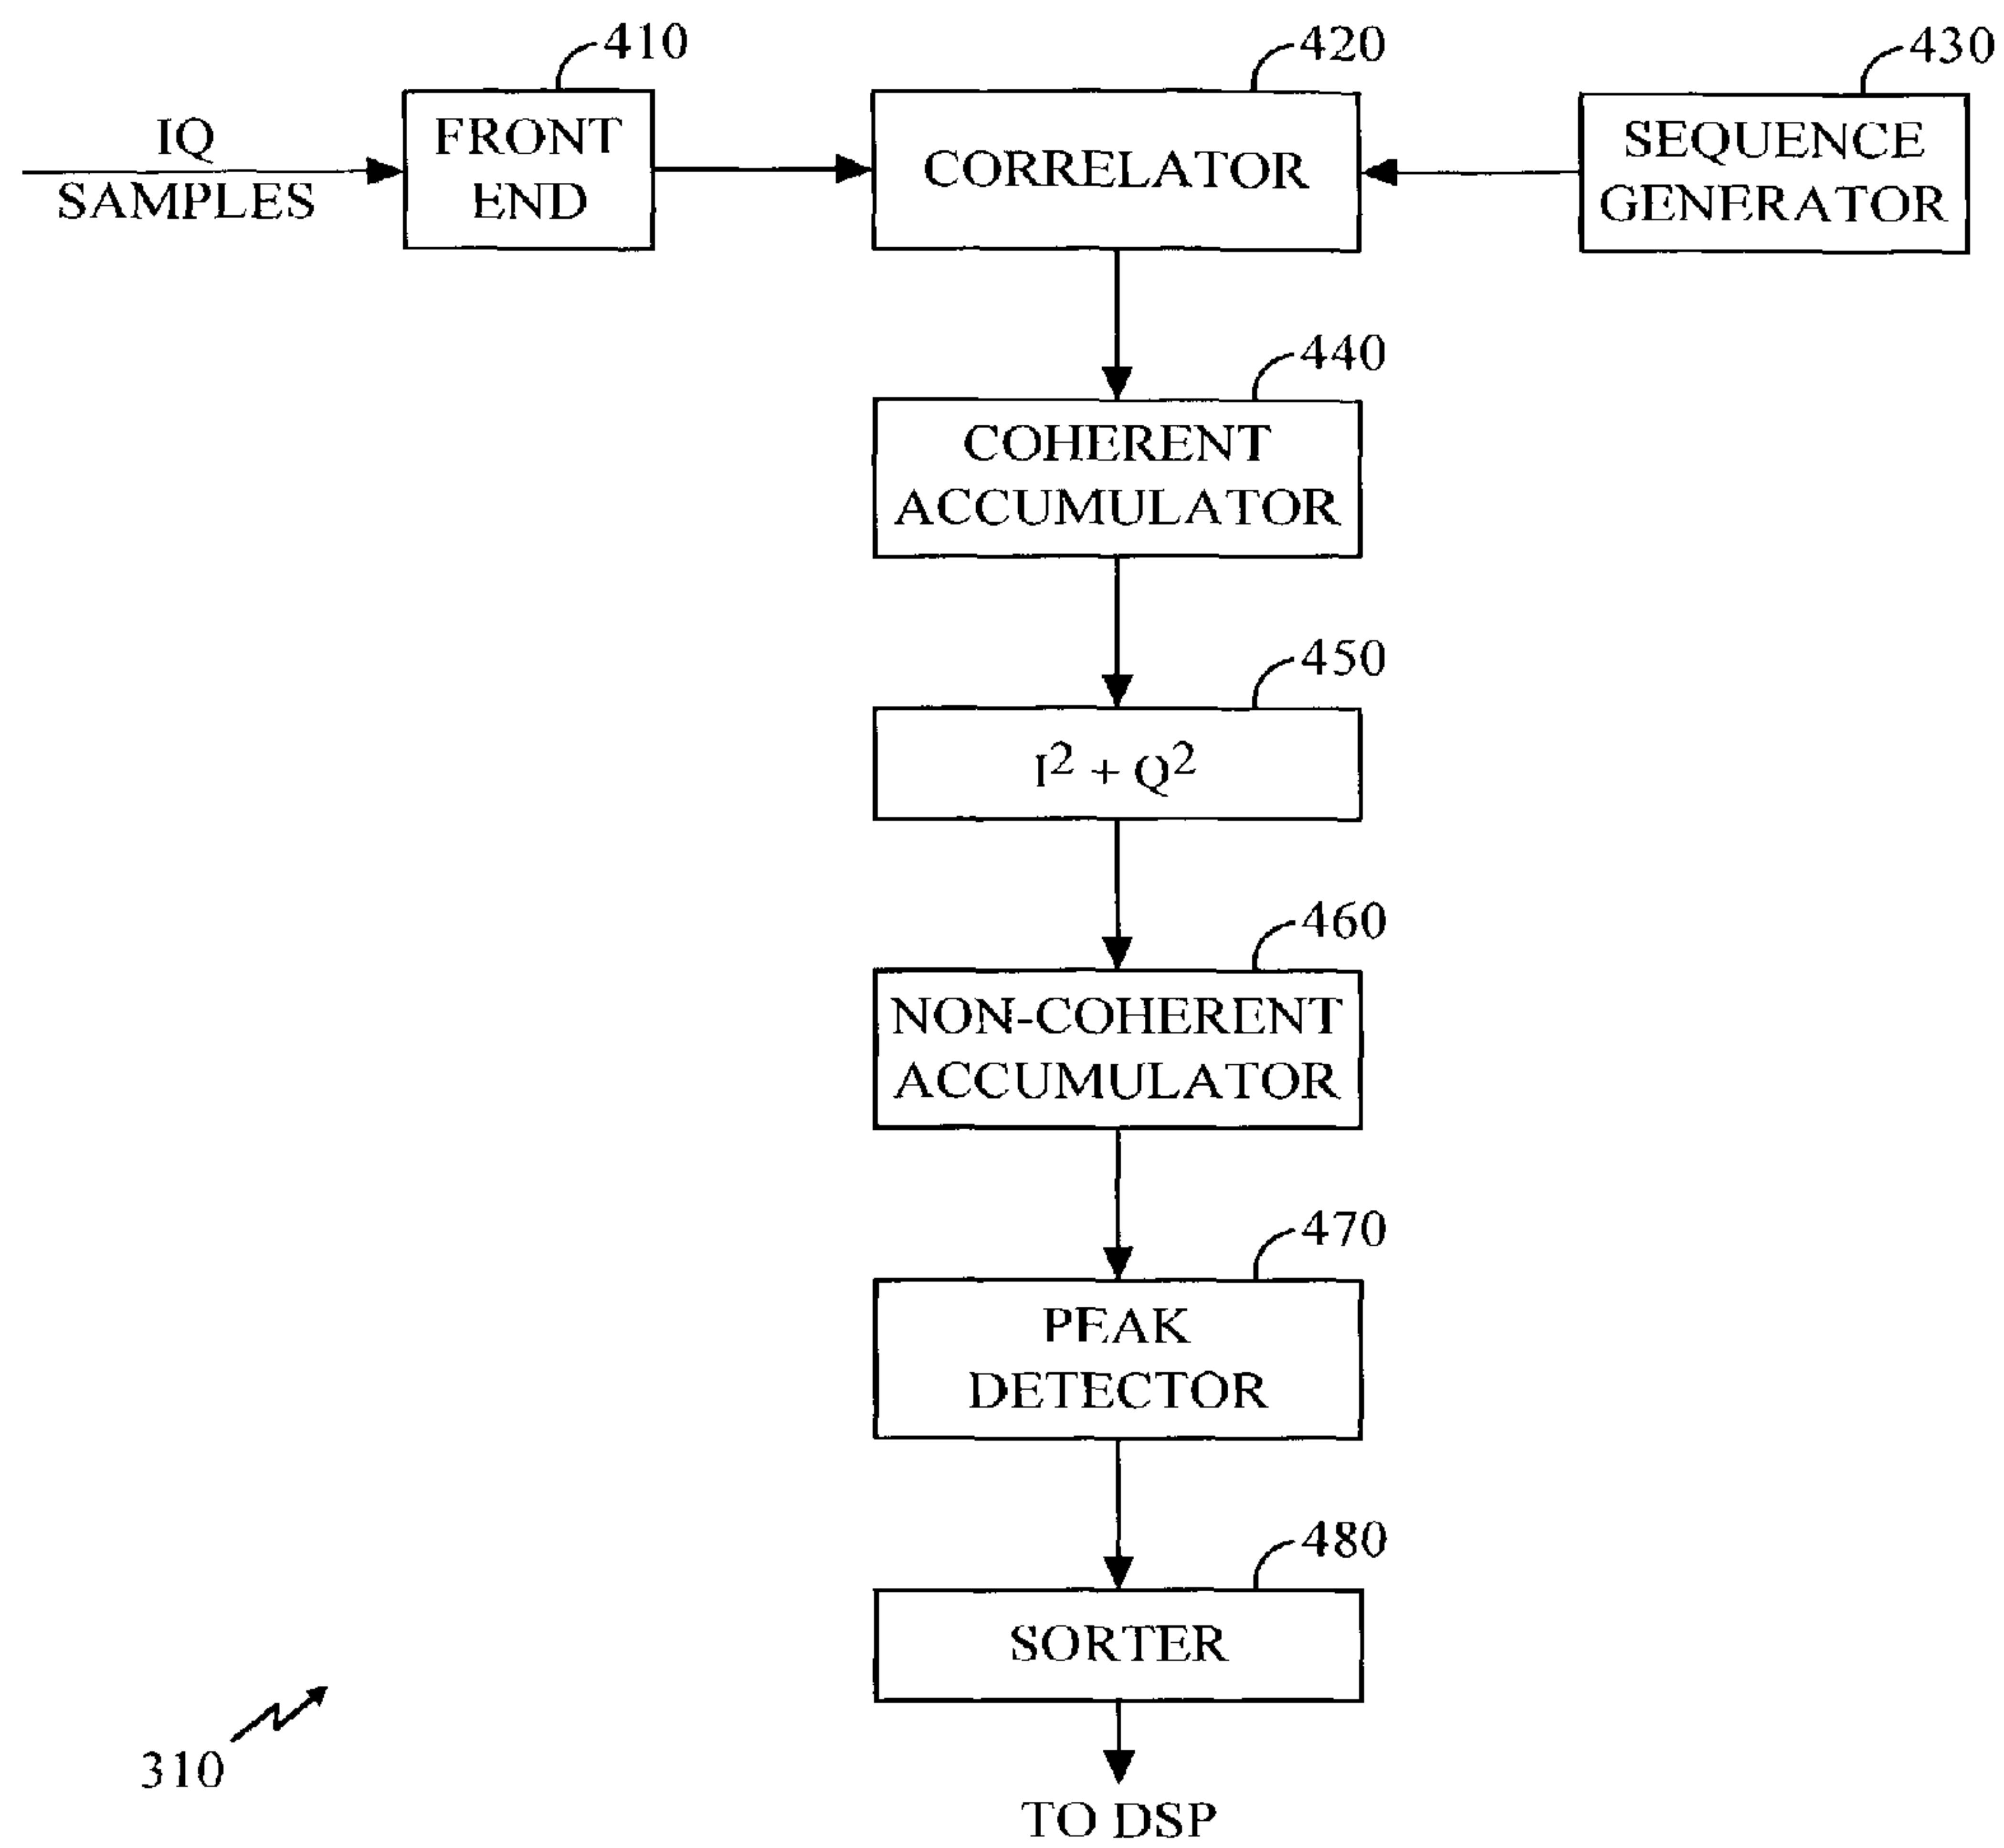 410
420
430
IQ
SAMPLES
FRONT
END
CORRELATOR
SEQUENCE
GENERATOR
440
COHERENT
ACCUMULATOR
450
I² + Q²
460
NON-COHERENT
ACCUMULATOR
470
PEAK
DETECTOR
480
SORTER
310
TO DSP